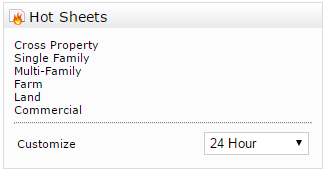 Hot Sheets
Cross Property
Single Family
Multi-Family
Farm
Land
Commercial
Customize 24 Hour